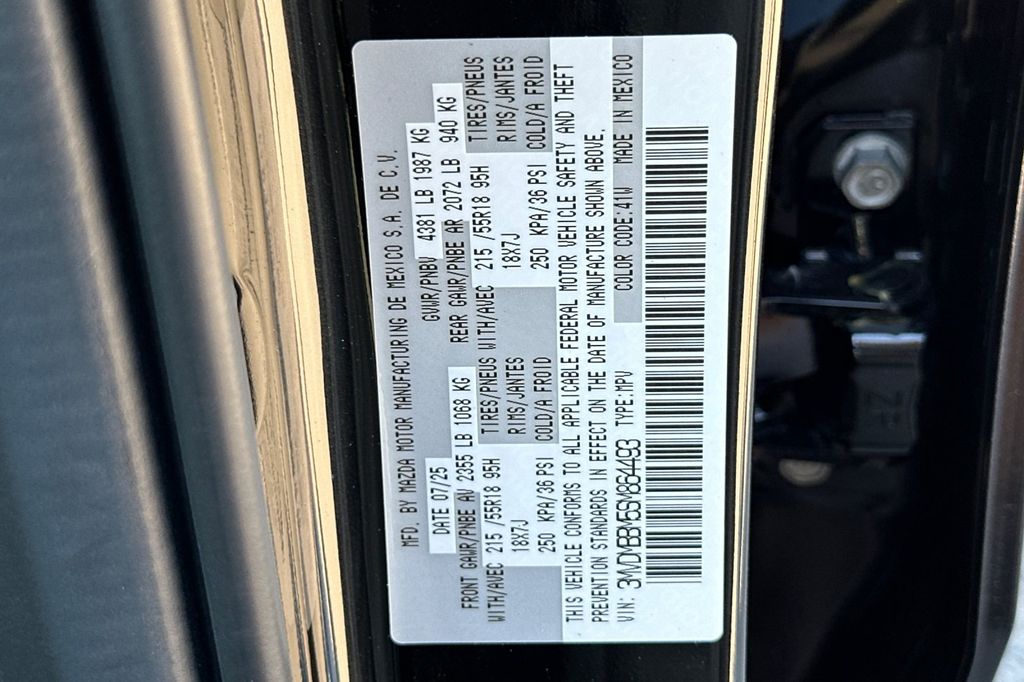 MFD. BY MAZDA MOTOR MANUFACTURING DE MEXICO S.A. DE C.V.
DATE 07/25 GVWR/PNBV 4381 LB 1987 KG
FRONT GAWR/PNBE AV 2355 LB 1068 KG REAR GAWR/PNBE AR 2072 LB 940 KG
WITH/AVEC 215 /55R18 95H TIRES/PNEUS WITH/AVEC 215 /55R18 95H TIRES/PNEUS
18X7J RIMS/JANTES 18X7J RIMS/JANTES
250 KPA/36 PSI COLD/A FROID 250 KPA/36 PSI COLD/A FROID
THIS VEHICLE CONFORMS TO ALL APPLICABLE FEDERAL MOTOR VEHICLE SAFETY AND THEFT
PREVENTION STANDARDS IN EFFECT ON THE DATE OF MANUFACTURE SHOWN ABOVE.
VIN: 3MVDMBBM5SM864493 TYPE:MPV COLOR CODE:41W MADE IN MEXICO